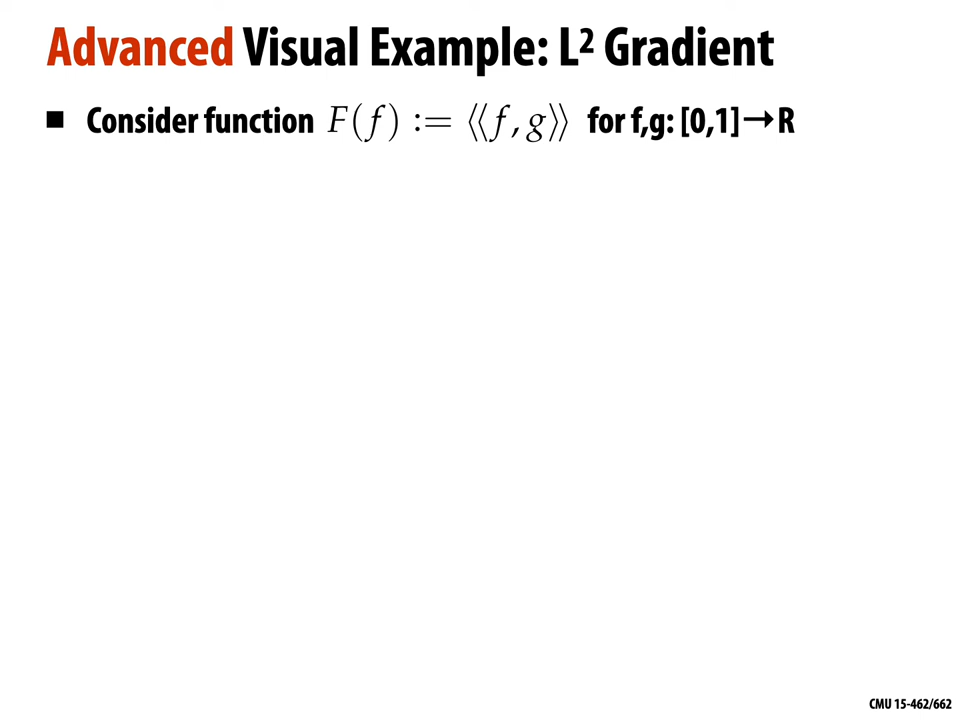 Advanced Visual Example: L² Gradient
■ Consider function F(f) := ⟨⟨f, g⟩⟩ for f,g: [0,1]→R
CMU 15-462/662